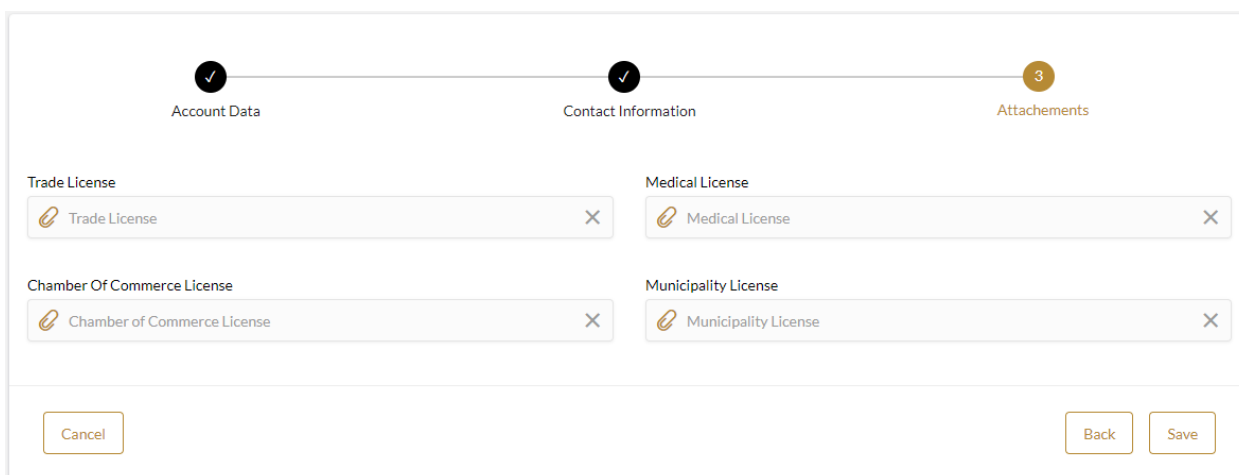 ✓ ✓ 3
Account Data Contact Information Attachements
Trade License Medical License
Trade License Medical License
Chamber Of Commerce License Municipality License
Chamber of Commerce License Municipality License
Cancel Back Save